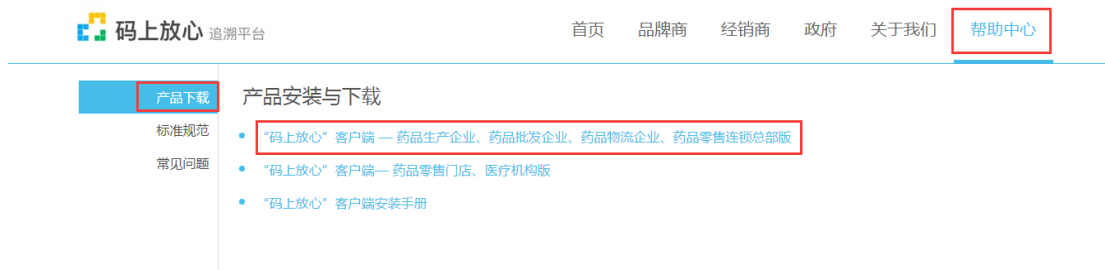 码上放心 追溯平台 首页 品牌商 经销商 政府 关于我们 帮助中心
产品下载
标准规范
常见问题
产品安装与下载
“码上放心”客户端 — 药品生产企业、药品批发企业、药品物流企业、药品零售连锁总部版
“码上放心”客户端— 药品零售门店、医疗机构版
“码上放心”客户端安装手册